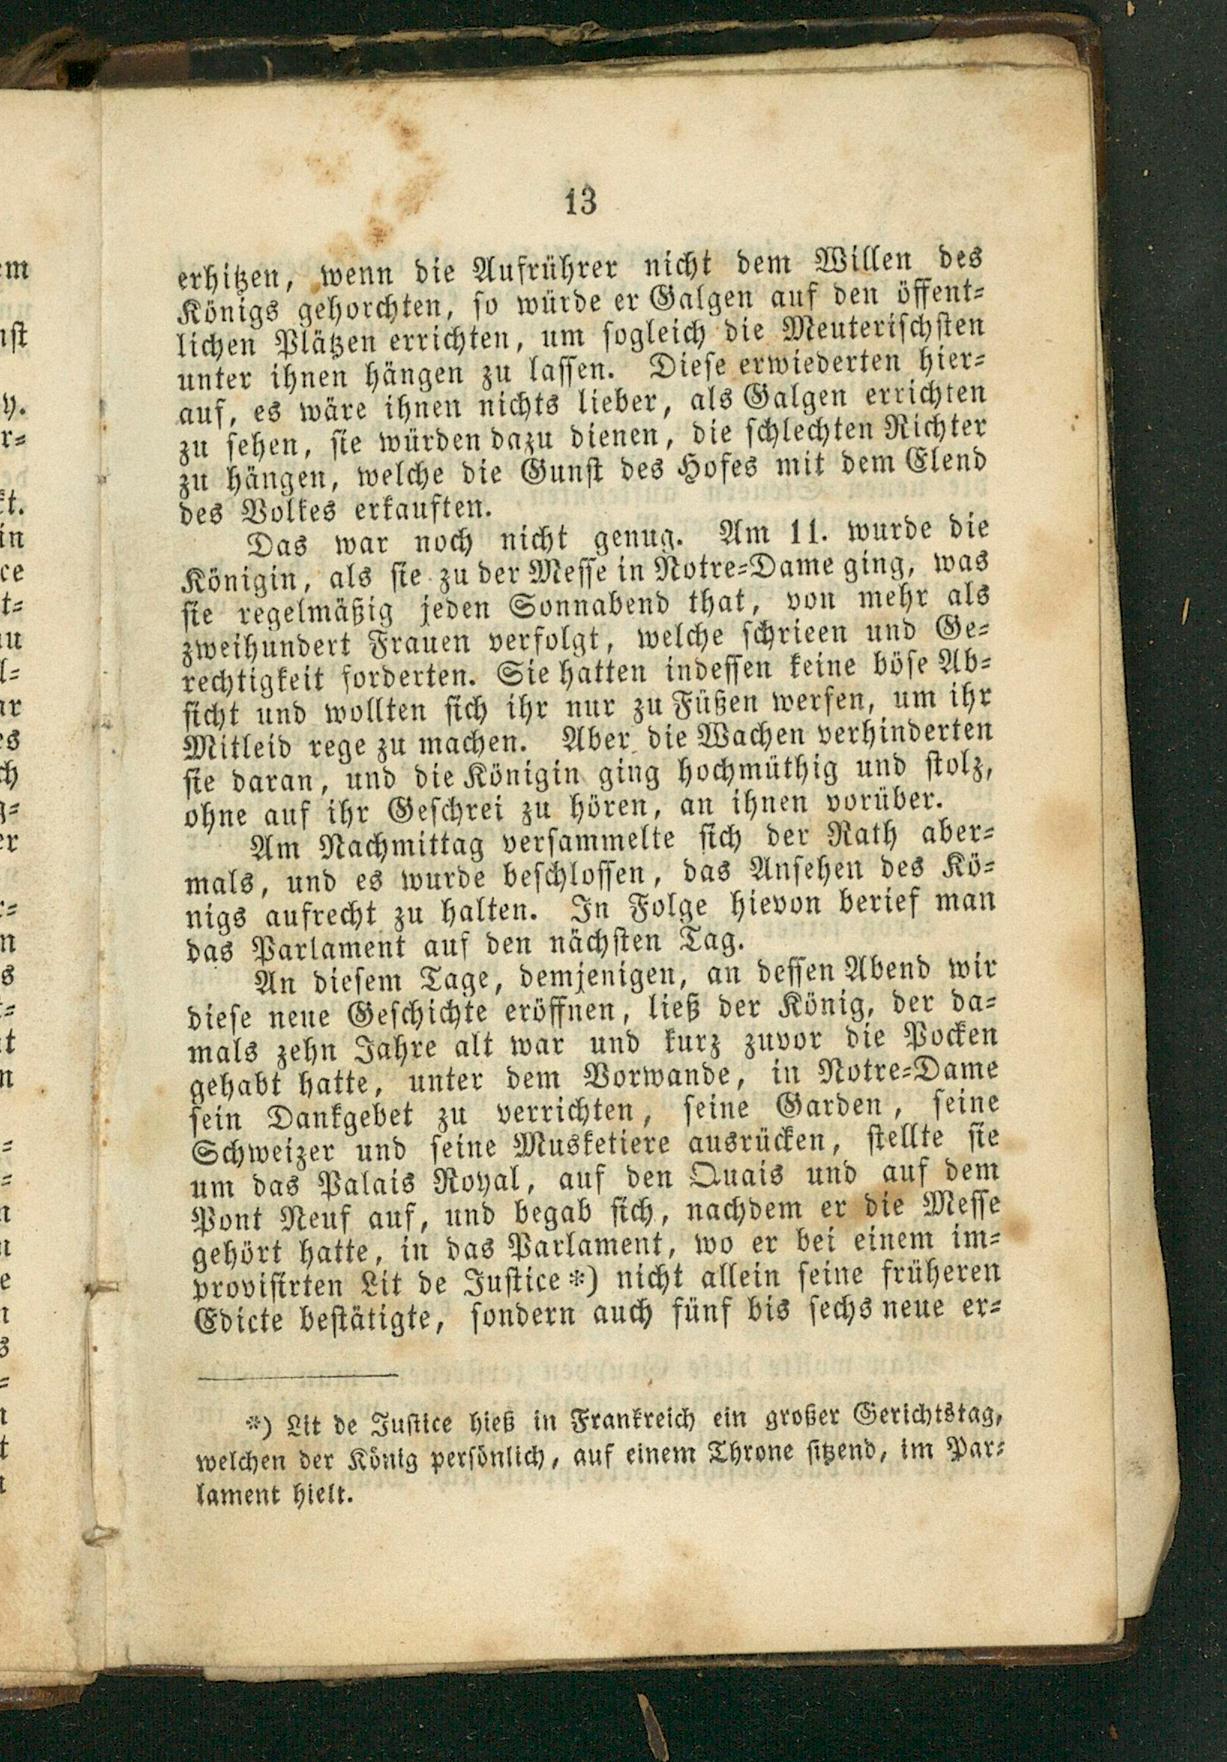 13
erhitzen, wenn die Aufrührer nicht dem Willen des
Königs gehorchten, so würde er Galgen auf den öffent-
lichen Plätzen errichten, um sogleich die Meuterischsten
unter ihnen hängen zu lassen. Diese erwiederten hier-
auf, es wäre ihnen nichts lieber, als Galgen errichten
zu sehen, sie würden dazu dienen, die schlechten Richter
zu hängen, welche die Gunst des Hofes mit dem Elend
des Volkes erkauften.
Das war noch nicht genug. Am 11. wurde die
Königin, als sie zu der Messe in Notre-Dame ging, was
sie regelmäßig jeden Sonnabend that, von mehr als
zweihundert Frauen verfolgt, welche schrieen und Ge-
rechtigkeit forderten. Sie hatten indessen keine böse Ab-
sicht und wollten sich ihr nur zu Füßen werfen, um ihr
Mitleid rege zu machen. Aber die Wachen verhinderten
sie daran, und die Königin ging hochmüthig und stolz,
ohne auf ihr Geschrei zu hören, an ihnen vorüber.
Am Nachmittag versammelte sich der Rath aber-
mals, und es wurde beschlossen, das Ansehen des Kö-
nigs aufrecht zu halten. In Folge hievon berief man
das Parlament auf den nächsten Tag.
An diesem Tage, demjenigen, an dessen Abend wir
diese neue Geschichte eröffnen, ließ der König, der da-
mals zehn Jahre alt war und kurz zuvor die Pocken
gehabt hatte, unter dem Vorwande, in Notre-Dame
sein Dankgebet zu verrichten, seine Garden, seine
Schweizer und seine Musketiere ausrücken, stellte sie
um das Palais Royal, auf den Quais und auf dem
Pont Neuf auf, und begab sich, nachdem er die Messe
gehört hatte, in das Parlament, wo er bei einem im-
provisirten Lit de Justice*) nicht allein seine früheren
Edicte bestätigte, sondern auch fünf bis sechs neue er-
*) Lit de Justice hieß in Frankreich ein großer Gerichtstag,
welchen der König persönlich, auf einem Throne sitzend, im Par-
lament hielt.